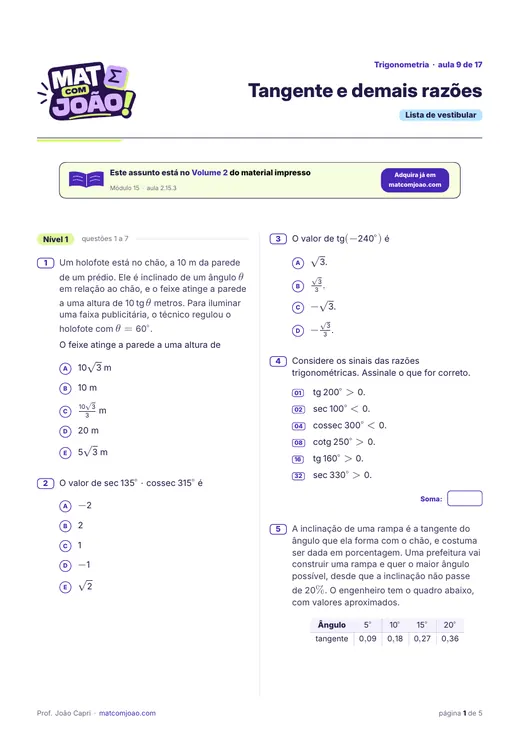 MAT Σ
COM
JOÃO!
Trigonometria · aula 9 de 17
Tangente e demais razões
Lista de vestibular
Este assunto está no Volume 2 do material impresso
Módulo 15 · aula 2.15.3
Adquira já em
matcomjoao.com
Nível 1 questões 1 a 7
1 Um holofote está no chão, a 10 m da parede
de um prédio. Ele é inclinado de um ângulo θ
em relação ao chão, e o feixe atinge a parede
a uma altura de 10 tg θ metros. Para iluminar
uma faixa publicitária, o técnico regulou o
holofote com θ = 60°.
O feixe atinge a parede a uma altura de
A 10√3 m
B 10 m
C 10√3/3 m
D 20 m
E 5√3 m
2 O valor de sec 135° · cossec 315° é
A −2
B 2
C 1
D −1
E √2
3 O valor de tg(−240°) é
A √3.
B √3/3.
C −√3.
D −√3/3.
4 Considere os sinais das razões
trigonométricas. Assinale o que for correto.
01 tg 200° > 0.
02 sec 100° < 0.
04 cossec 300° < 0.
08 cotg 250° > 0.
16 tg 160° > 0.
32 sec 330° > 0.
Soma:
5 A inclinação de uma rampa é a tangente do
ângulo que ela forma com o chão, e costuma
ser dada em porcentagem. Uma prefeitura vai
construir uma rampa e quer o maior ângulo
possível, desde que a inclinação não passe
de 20%. O engenheiro tem o quadro abaixo,
com valores aproximados.
Ângulo 5° 10° 15° 20°
tangente 0,09 0,18 0,27 0,36
Prof. João Capri · matcomjoao.com
página 1 de 5